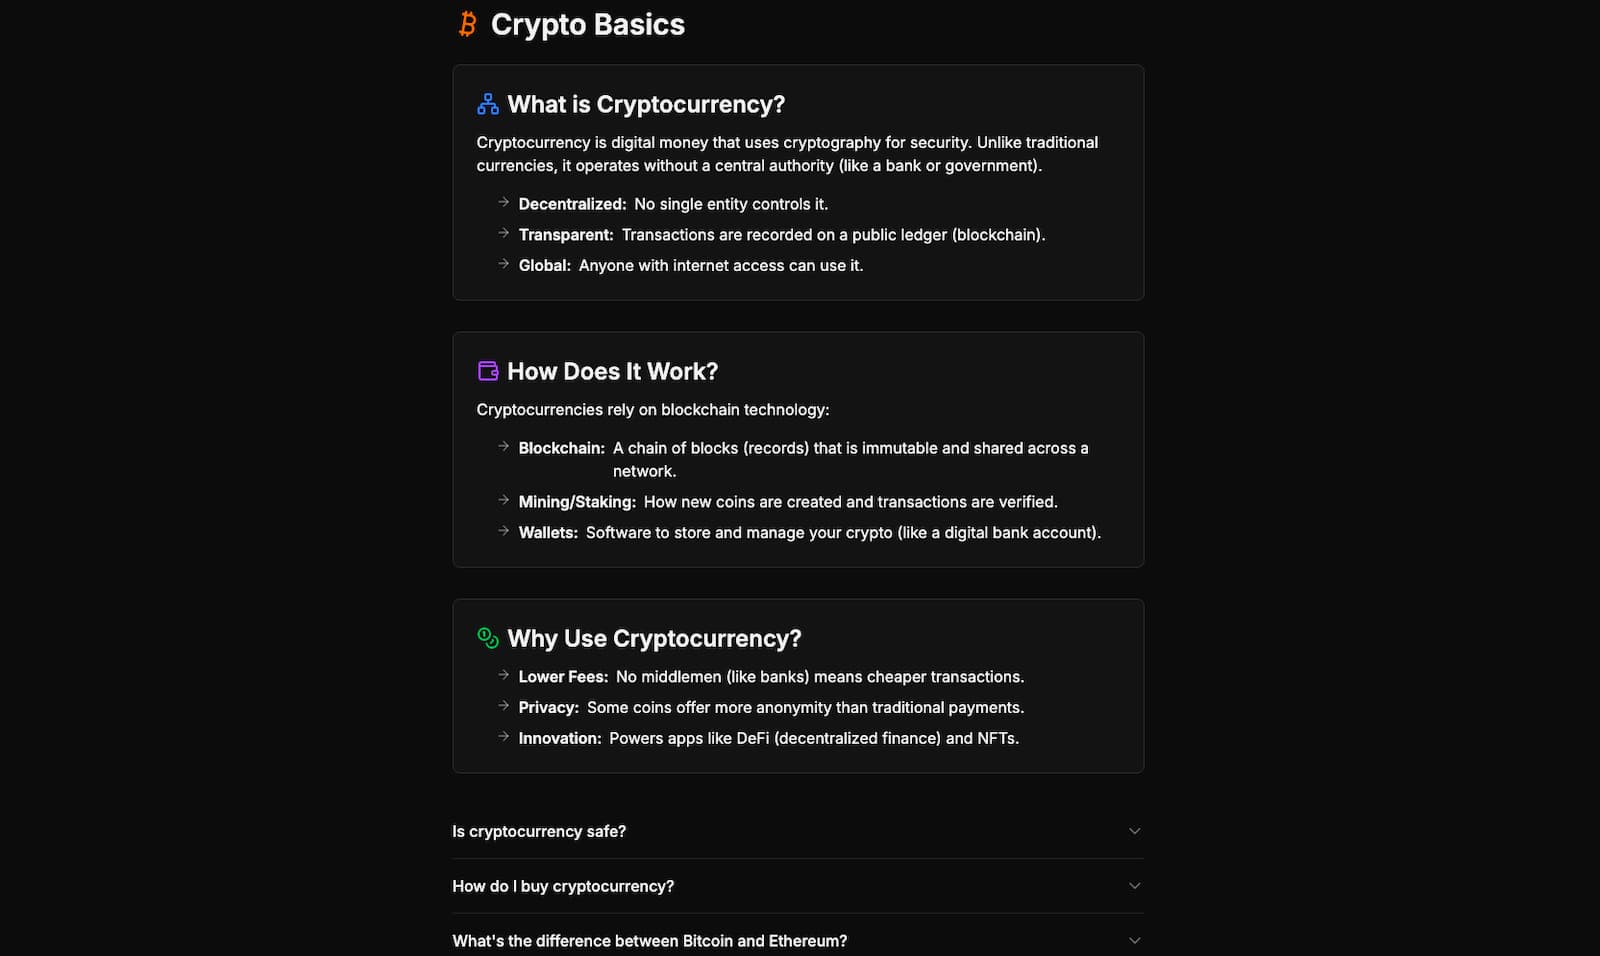 Crypto Basics
What is Cryptocurrency?
Cryptocurrency is digital money that uses cryptography for security. Unlike traditional
currencies, it operates without a central authority (like a bank or government).
Decentralized: No single entity controls it.
Transparent: Transactions are recorded on a public ledger (blockchain).
Global: Anyone with internet access can use it.
How Does It Work?
Cryptocurrencies rely on blockchain technology:
Blockchain: A chain of blocks (records) that is immutable and shared across a
network.
Mining/Staking: How new coins are created and transactions are verified.
Wallets: Software to store and manage your crypto (like a digital bank account).
Why Use Cryptocurrency?
Lower Fees: No middlemen (like banks) means cheaper transactions.
Privacy: Some coins offer more anonymity than traditional payments.
Innovation: Powers apps like DeFi (decentralized finance) and NFTs.
Is cryptocurrency safe?
How do I buy cryptocurrency?
What's the difference between Bitcoin and Ethereum?